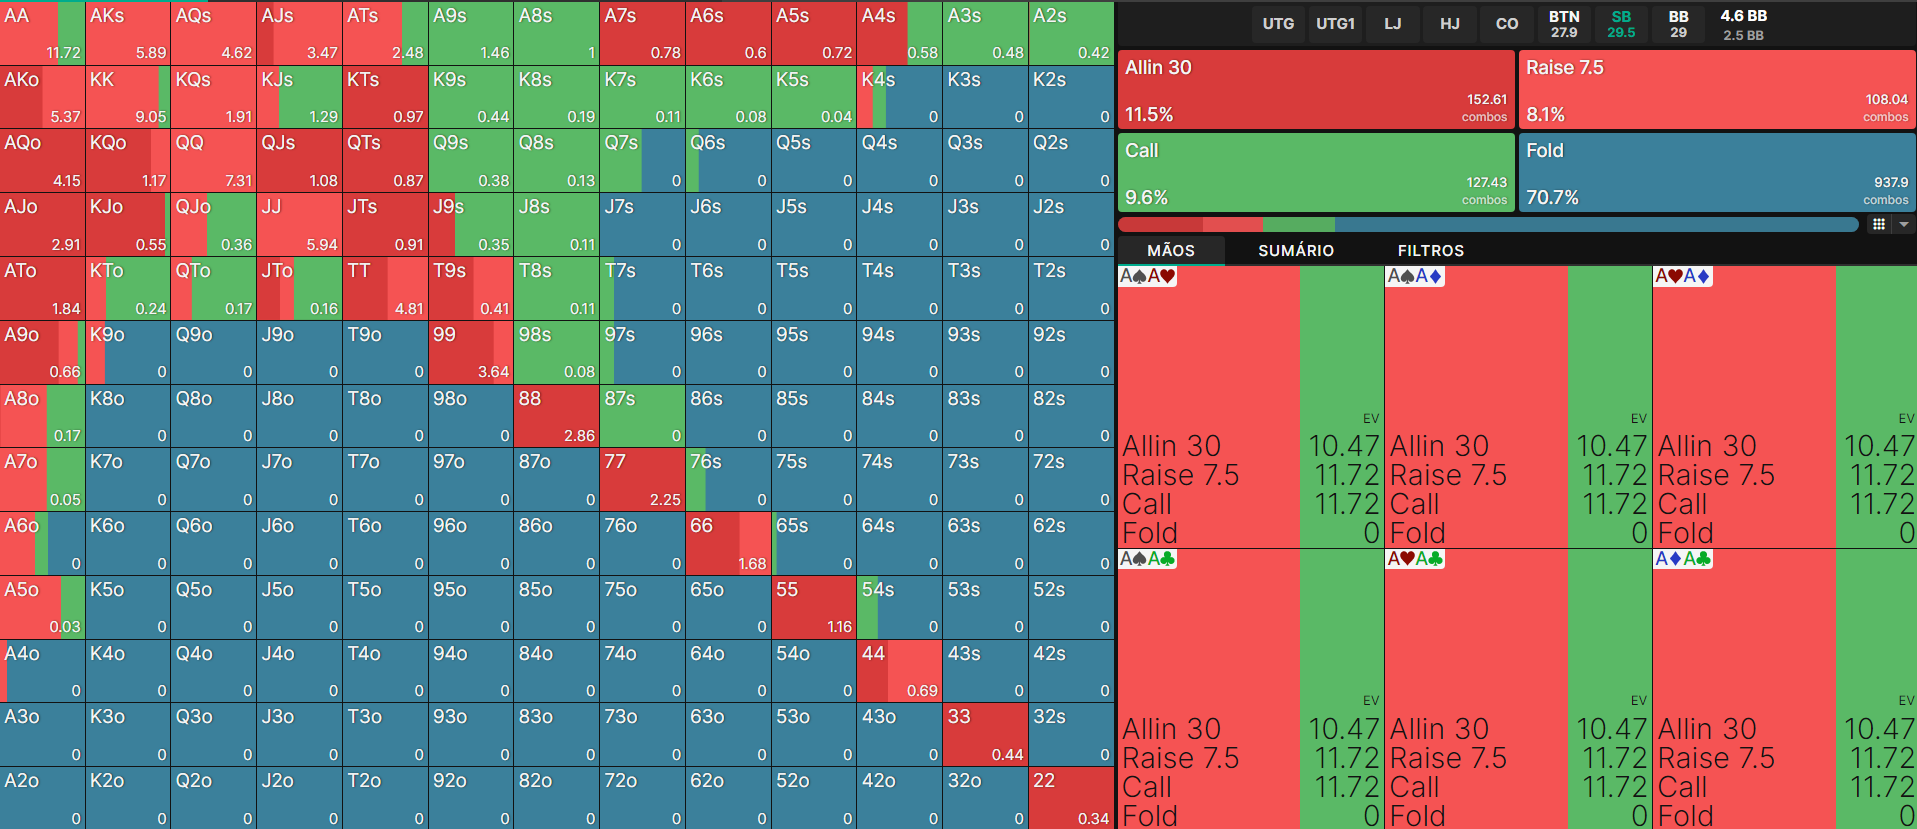 UTG UTG1 LJ HJ CO BTN SB BB 4.6 BB
27.9 29.5 29 2.5 BB
AA AKs AQs AJs ATs A9s A8s A7s A6s A5s A4s A3s A2s
11.72 5.89 4.62 3.47 2.48 1.46 1 0.78 0.6 0.72 0.58 0.48 0.42
AKo KK KQs KJs KTs K9s K8s K7s K6s K5s K4s K3s K2s
5.37 9.05 1.91 1.29 0.97 0.44 0.19 0.11 0.08 0.04 0 0 0
AQo KQo QQ QJs QTs Q9s Q8s Q7s Q6s Q5s Q4s Q3s Q2s
4.15 1.17 7.31 1.08 0.87 0.38 0.13 0 0 0 0 0 0
AJo KJo QJo JJ JTs J9s J8s J7s J6s J5s J4s J3s J2s
2.91 0.55 0.36 5.94 0.91 0.35 0.11 0 0 0 0 0 0
ATo KTo QTo JTo TT T9s T8s T7s T6s T5s T4s T3s T2s
1.84 0.24 0.17 0.16 4.81 0.41 0.11 0 0 0 0 0 0
A9o K9o Q9o J9o T9o 99 98s 97s 96s 95s 94s 93s 92s
0.66 0 0 0 0 3.64 0.08 0 0 0 0 0 0
A8o K8o Q8o J8o T8o 98o 88 87s 86s 85s 84s 83s 82s
0.17 0 0 0 0 0 2.86 0 0 0 0 0 0
A7o K7o Q7o J7o T7o 97o 87o 77 76s 75s 74s 73s 72s
0.05 0 0 0 0 0 0 2.25 0 0 0 0 0
A6o K6o Q6o J6o T6o 96o 86o 76o 66 65s 64s 63s 62s
0 0 0 0 0 0 0 0 1.68 0 0 0 0
A5o K5o Q5o J5o T5o 95o 85o 75o 65o 55 54s 53s 52s
0.03 0 0 0 0 0 0 0 0 1.16 0 0 0
A4o K4o Q4o J4o T4o 94o 84o 74o 64o 54o 44 43s 42s
0 0 0 0 0 0 0 0 0 0 0.69 0 0
A3o K3o Q3o J3o T3o 93o 83o 73o 63o 53o 43o 33 32s
0 0 0 0 0 0 0 0 0 0 0 0.44 0
A2o K2o Q2o J2o T2o 92o 82o 72o 62o 52o 42o 32o 22
0 0 0 0 0 0 0 0 0 0 0 0 0.34
Allin 30 Raise 7.5
152.61 108.04
11.5% combos 8.1% combos
Call Fold
127.43 937.9
9.6% combos 70.7% combos
MÃOS SUMÁRIO FILTROS
A♠A♥ A♠A♦ A♥A♦
EV EV EV
Allin 30 10.47 Allin 30 10.47 Allin 30 10.47
Raise 7.5 11.72 Raise 7.5 11.72 Raise 7.5 11.72
Call 11.72 Call 11.72 Call 11.72
Fold 0 Fold 0 Fold 0
A♠A♣ A♥A♣ A♦A♣
EV EV EV
Allin 30 10.47 Allin 30 10.47 Allin 30 10.47
Raise 7.5 11.72 Raise 7.5 11.72 Raise 7.5 11.72
Call 11.72 Call 11.72 Call 11.72
Fold 0 Fold 0 Fold 0